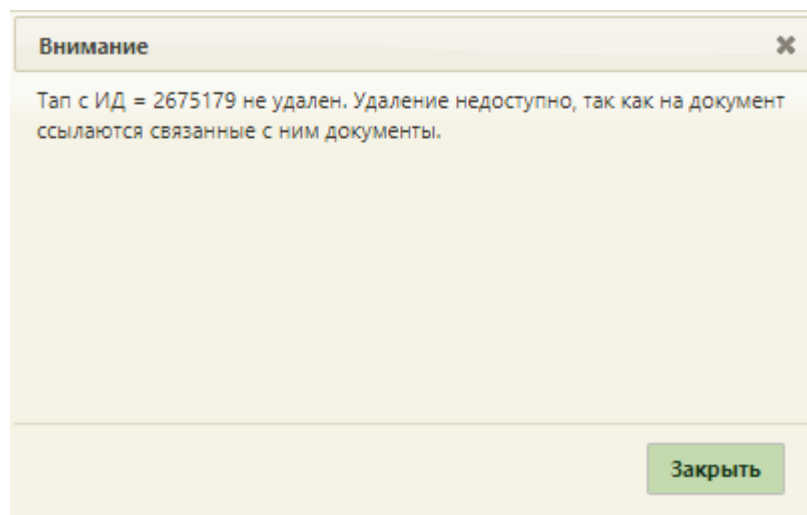 Внимание
Тап с ИД = 2675179 не удален. Удаление недоступно, так как на документ
ссылаются связанные с ним документы.
Закрыть